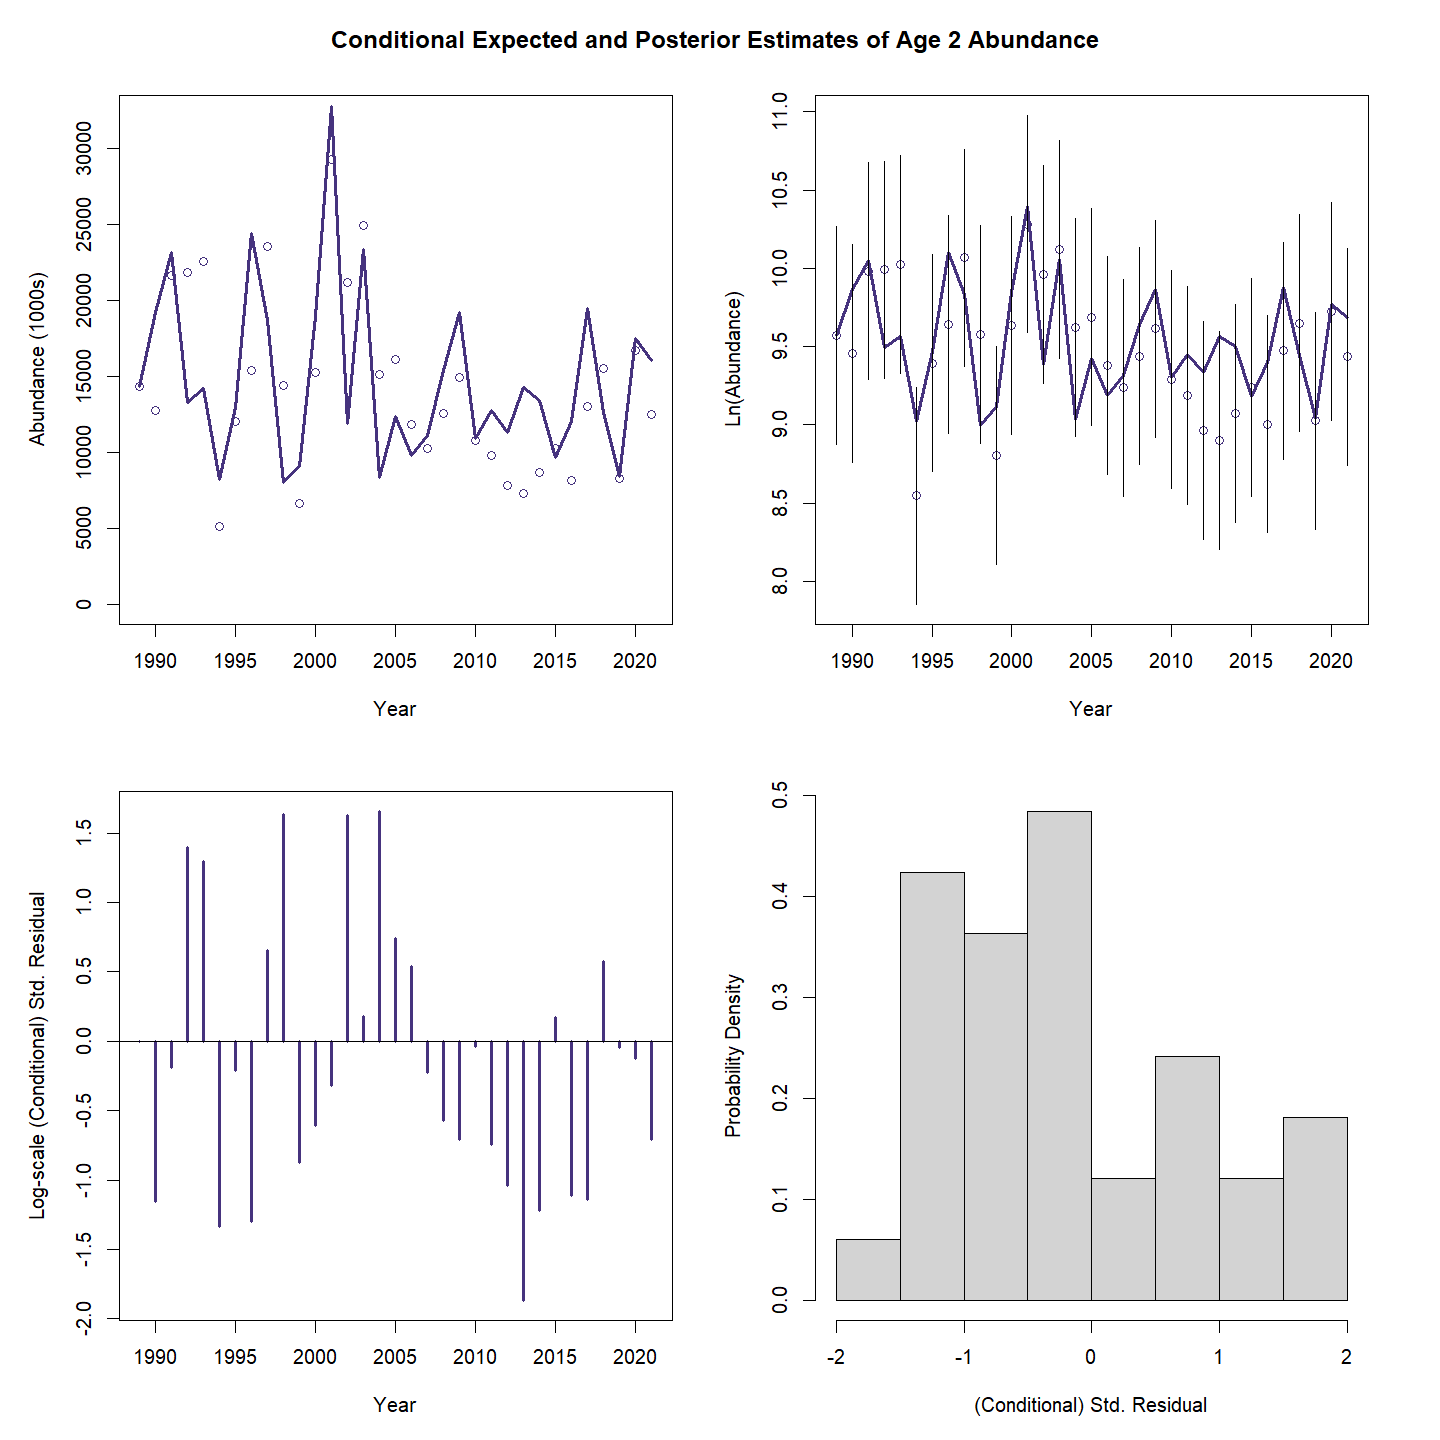 Conditional Expected and Posterior Estimates of Age 2 Abundance
Abundance (1000s)
30000
25000
20000
15000
10000
5000
0
1990 1995 2000 2005 2010 2015 2020
Year
Ln(Abundance)
11.0
10.5
10.0
9.5
9.0
8.5
8.0
1990 1995 2000 2005 2010 2015 2020
Year
Log-scale (Conditional) Std. Residual
1.5
1.0
0.5
0.0
-0.5
-1.0
-1.5
-2.0
1990 1995 2000 2005 2010 2015 2020
Year
Probability Density
0.5
0.4
0.3
0.2
0.1
0.0
-2 -1 0 1 2
(Conditional) Std. Residual